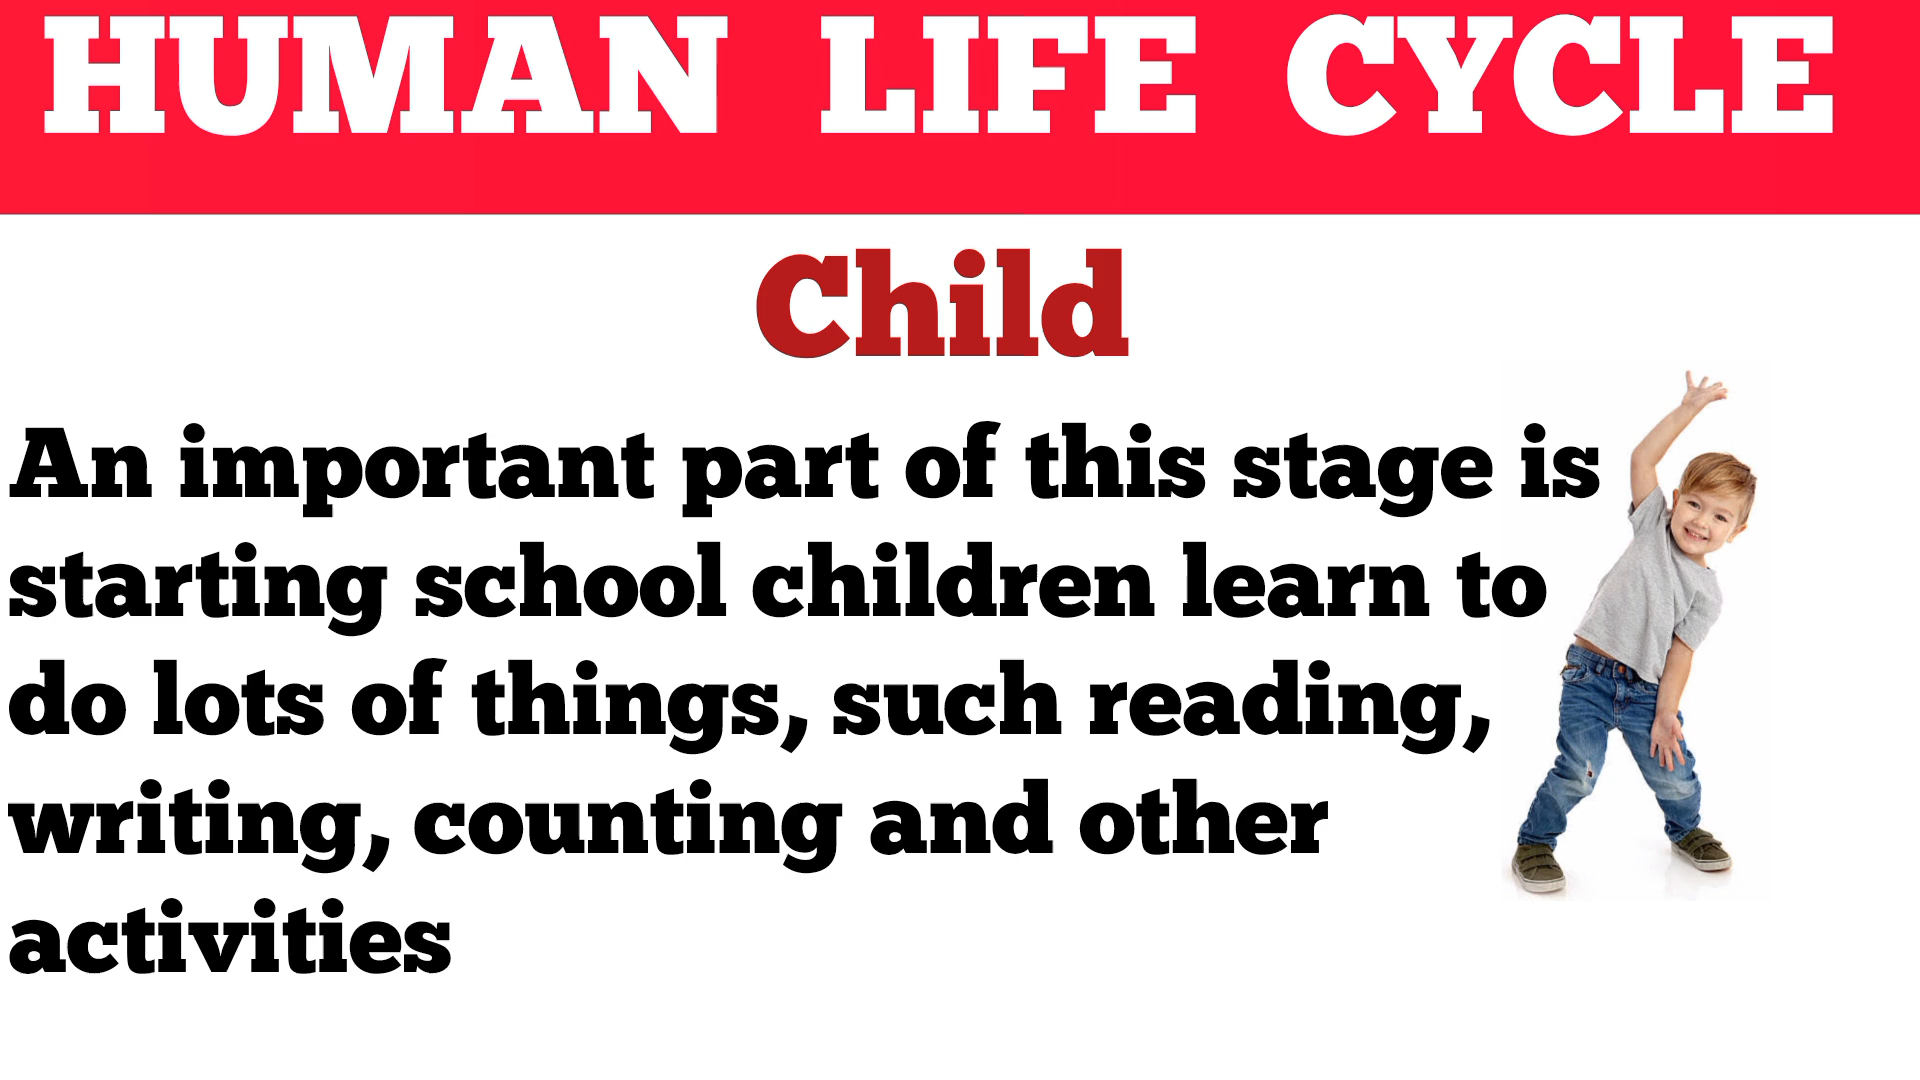 HUMAN LIFE CYCLE
Child
An important part of this stage is
starting school children learn to
do lots of things, such reading,
writing, counting and other
activities